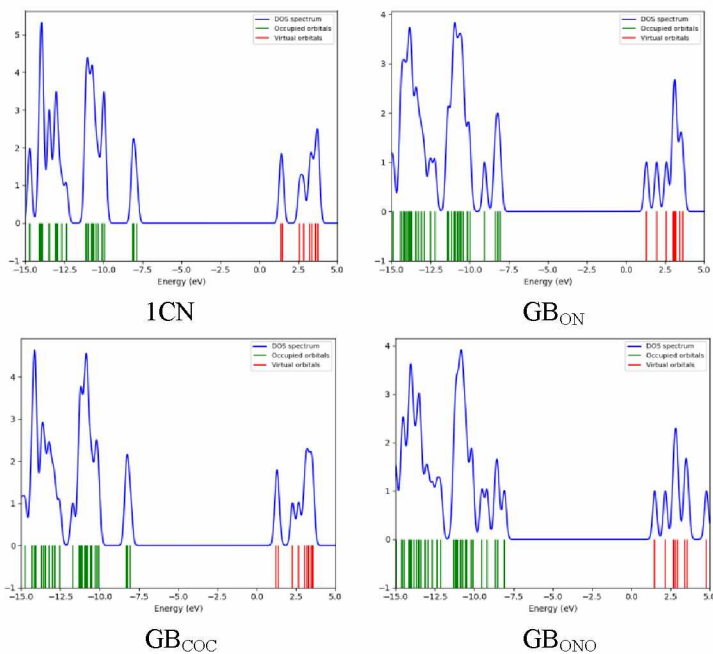 DOS spectrum
Occupied orbitals
Virtual orbitals
5
4
3
2
1
0
−1
−15.0 −12.5 −10.0 −7.5 −5.0 −2.5 0.0 2.5 5.0
Energy (eV)
1CN
DOS spectrum
Occupied orbitals
Virtual orbitals
4
3
2
1
0
−1
−15.0 −12.5 −10.0 −7.5 −5.0 −2.5 0.0 2.5 5.0
Energy (eV)
GBON
DOS spectrum
Occupied orbitals
Virtual orbitals
4
3
2
1
0
−1
−15.0 −12.5 −10.0 −7.5 −5.0 −2.5 0.0 2.5 5.0
Energy (eV)
GBCOC
DOS spectrum
Occupied orbitals
Virtual orbitals
4
3
2
1
0
−1
−15.0 −12.5 −10.0 −7.5 −5.0 −2.5 0.0 2.5 5.0
Energy (eV)
GBONO